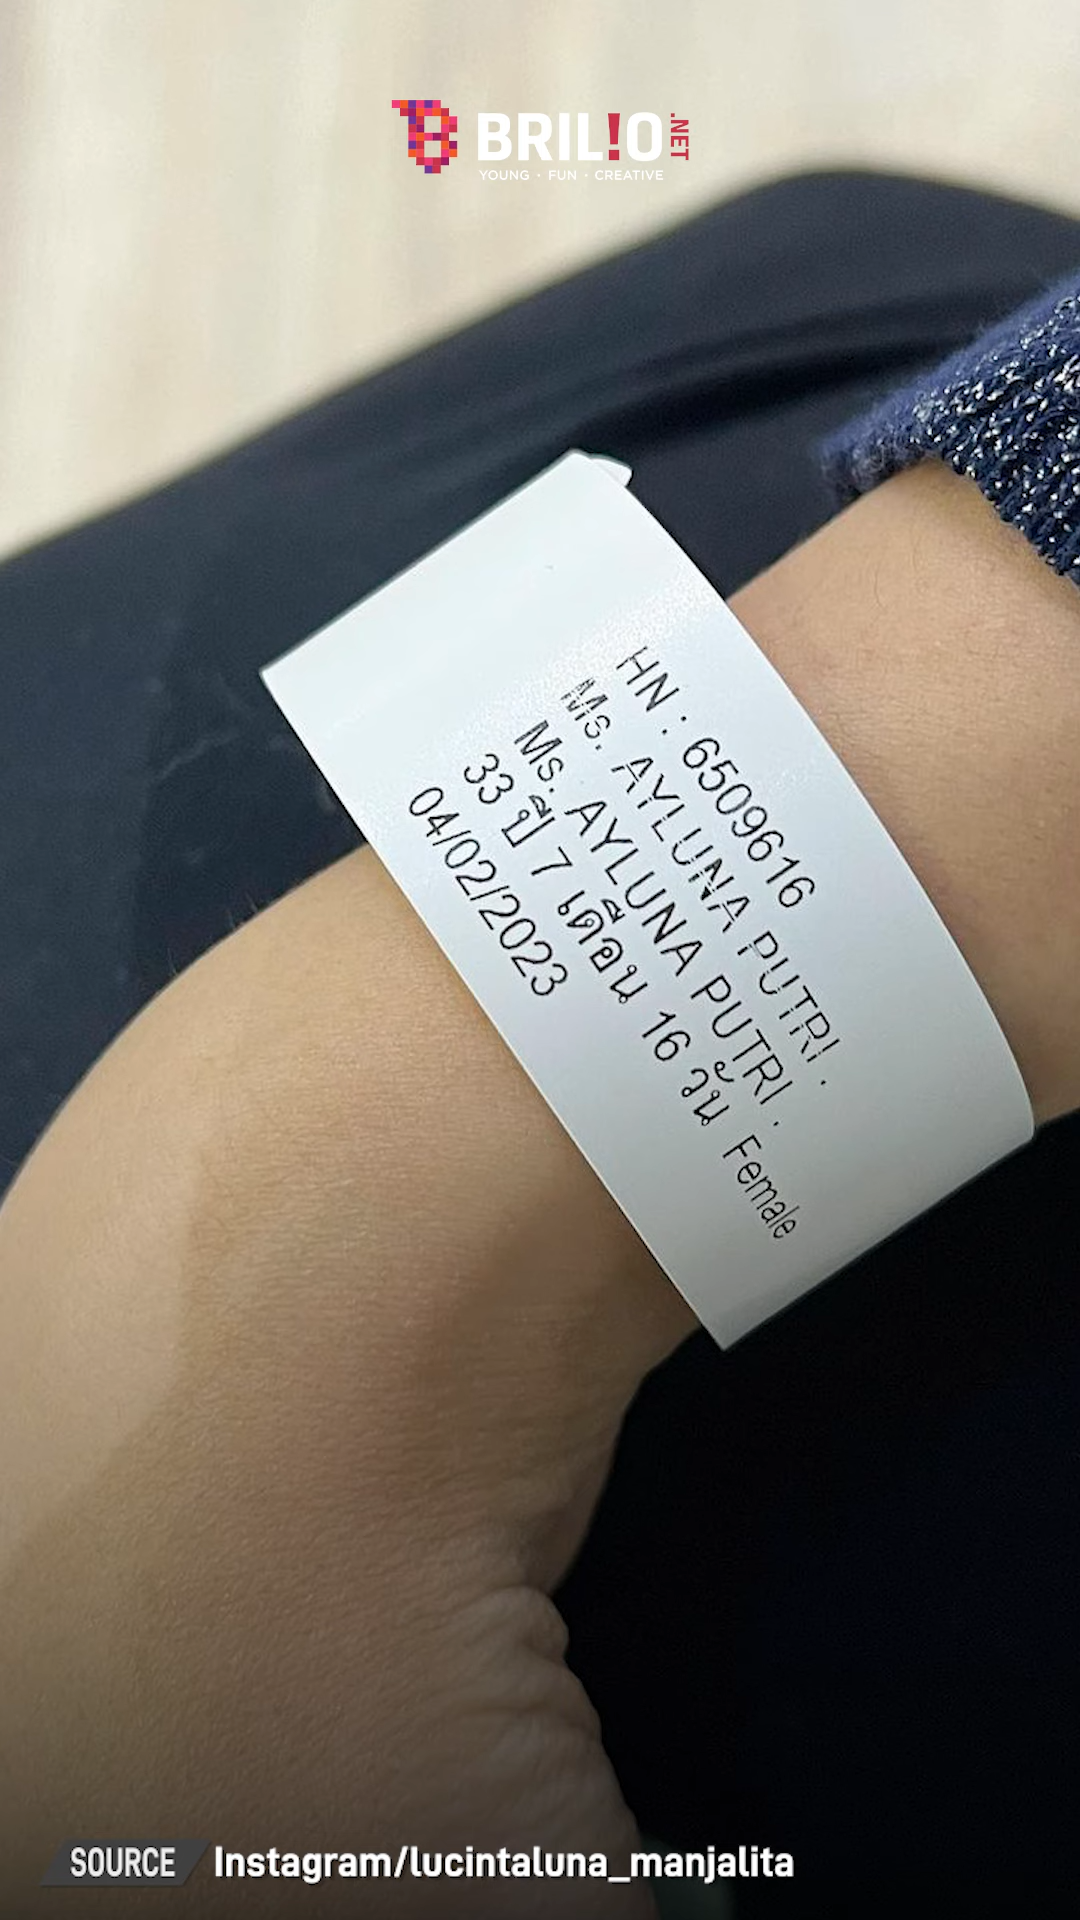 BRIL!O.NET
YOUNG · FUN · CREATIVE
HN : 6509616
Ms. AYLUNA PUTRI .
Ms. AYLUNA PUTRI .
33 ปี 7 เดือน 16 วัน Female
04/02/2023
SOURCE Instagram/lucintaluna_manjalita